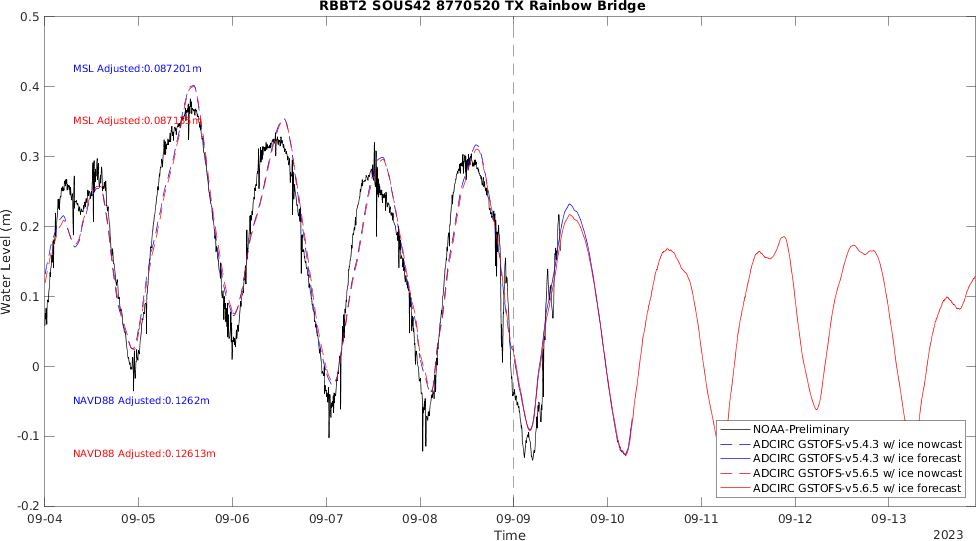 RBBT2 SOUS42 8770520 TX Rainbow Bridge
0.5
0.4
0.3
0.2
0.1
0
-0.1
-0.2
Water Level (m)
MSL Adjusted:0.087201m
MSL Adjusted:
NAVD88 Adjusted:0.1262m
NAVD88 Adjusted:0.12613m
NOAA-Preliminary
ADCIRC GSTOFS-v5.4.3 w/ ice nowcast
ADCIRC GSTOFS-v5.4.3 w/ ice forecast
ADCIRC GSTOFS-v5.6.5 w/ ice nowcast
ADCIRC GSTOFS-v5.6.5 w/ ice forecast
09-04 09-05 09-06 09-07 09-08 09-09 09-10 09-11 09-12 09-13
Time
2023